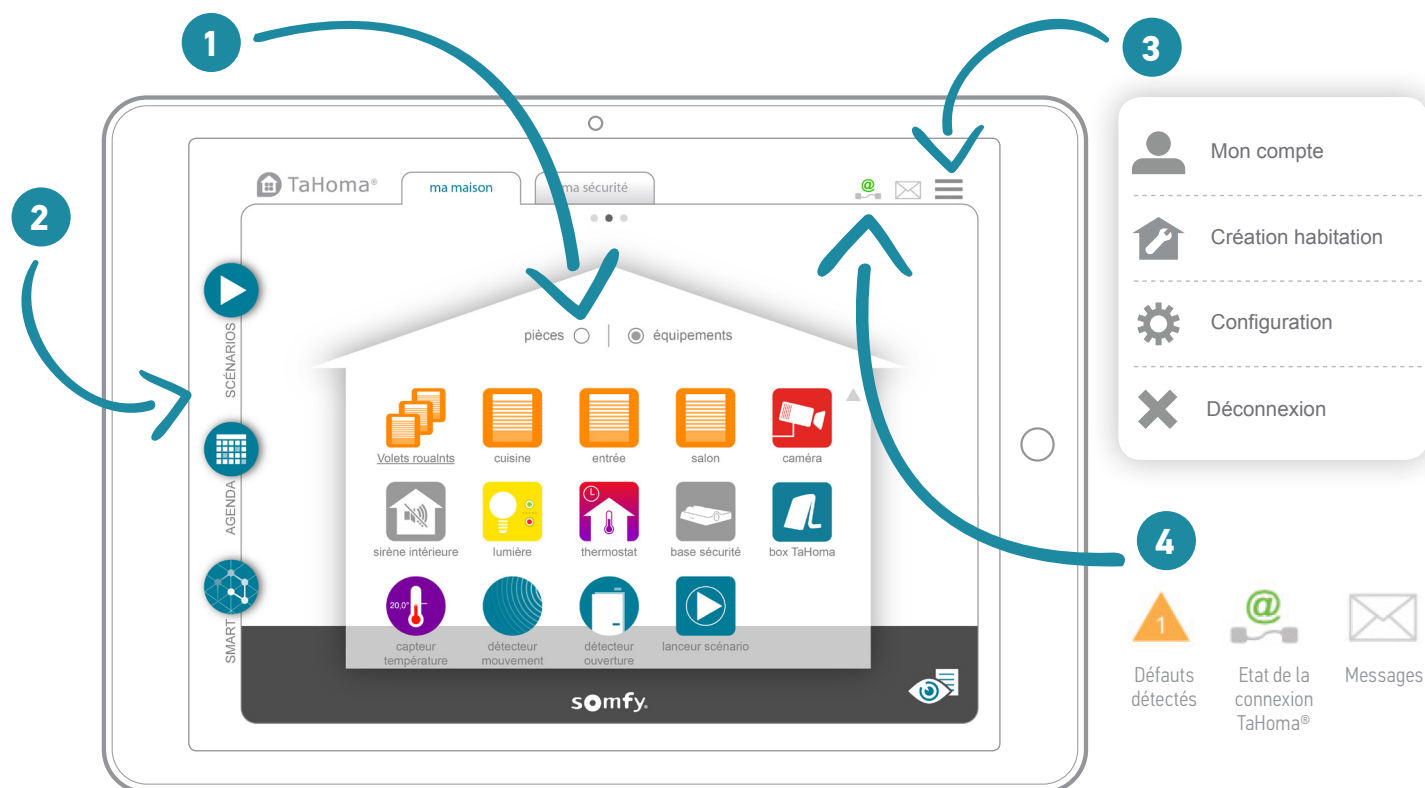 1
3
2
TaHoma®
ma maison
ma sécurité
@
Mon compte
Création habitation
Configuration
Déconnexion
SCÉNARIOS
AGENDA
SMART
pièces
équipements
Volets roualnts
cuisine
entrée
salon
caméra
sirène intérieure
lumière
thermostat
base sécurité
box TaHoma
20,0°
capteur
température
détecteur
mouvement
détecteur
ouverture
lanceur scénario
somfy.
4
1
@
Défauts
détectés
Etat de la
connexion
TaHoma®
Messages